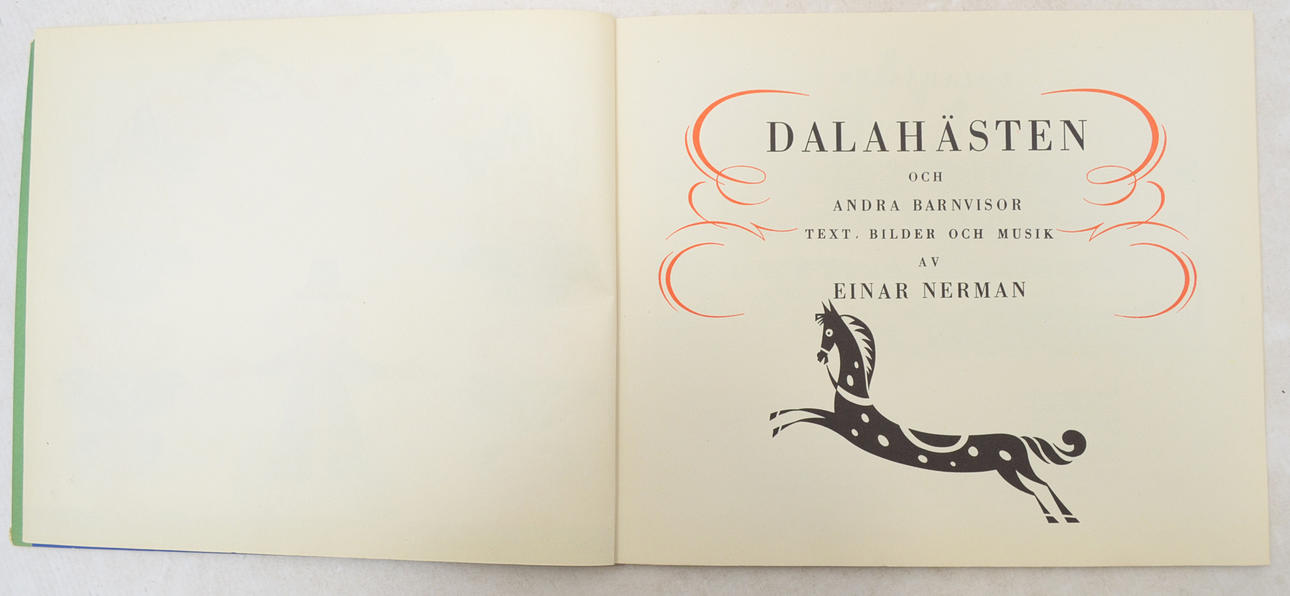 DALAHÄSTEN
OCH
ANDRA BARNVISOR
TEXT, BILDER OCH MUSIK
AV
EINAR NERMAN